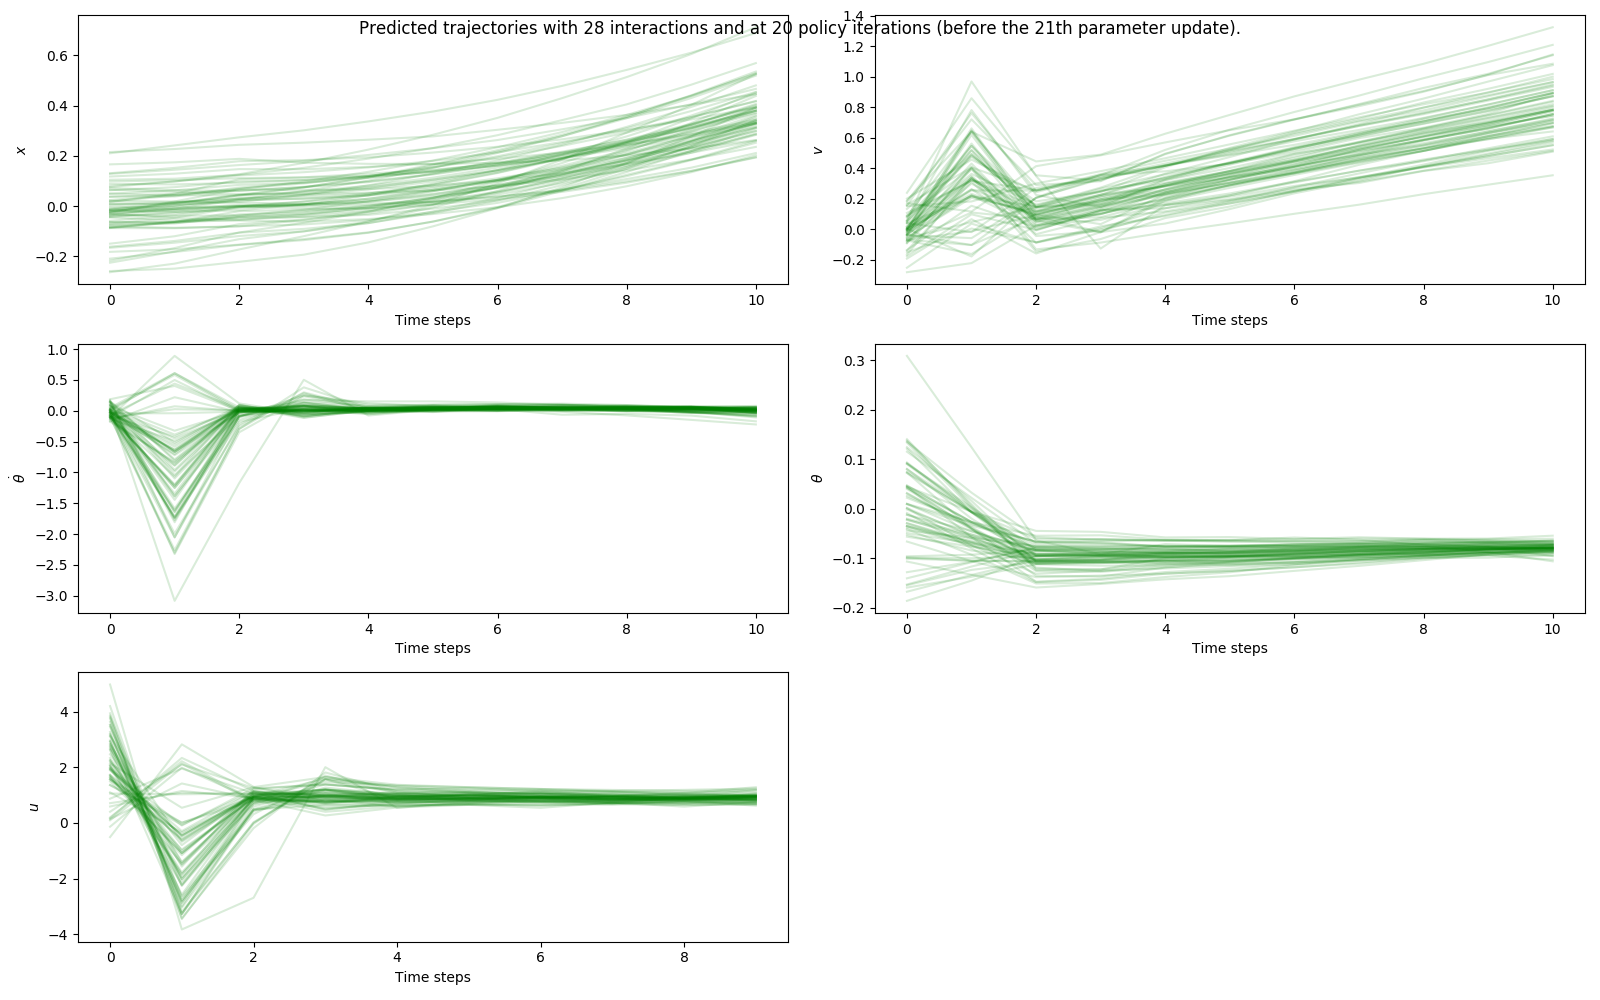 Predicted trajectories with 28 interactions and at 20 policy iterations (before the 21th parameter update).
x
0.6
0.4
0.2
0.0
−0.2
0 2 4 6 8 10
Time steps
v
1.4
1.2
1.0
0.8
0.6
0.4
0.2
0.0
−0.2
0 2 4 6 8 10
Time steps
θ̇
1.0
0.5
0.0
−0.5
−1.0
−1.5
−2.0
−2.5
−3.0
0 2 4 6 8 10
Time steps
θ
0.3
0.2
0.1
0.0
−0.1
−0.2
0 2 4 6 8 10
Time steps
u
4
2
0
−2
−4
0 2 4 6 8
Time steps